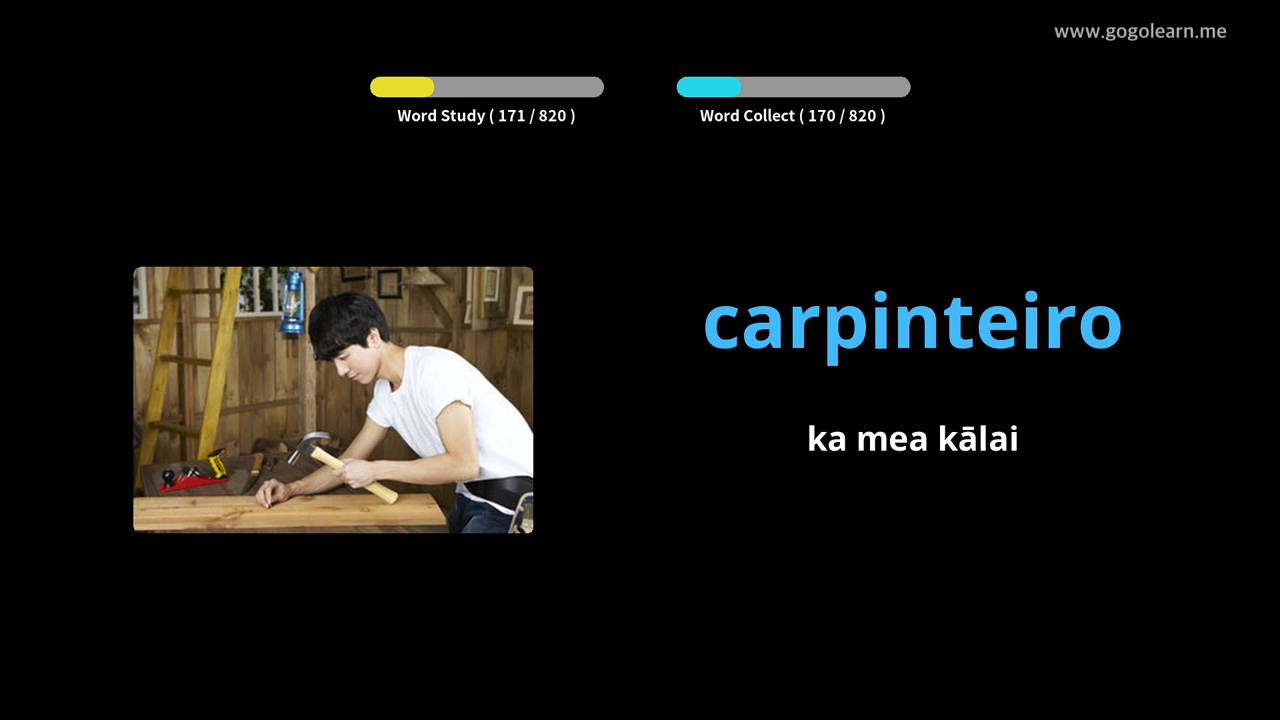 www.gogolearn.me
Word Study ( 171 / 820 )
Word Collect ( 170 / 820 )
carpinteiro
ka mea kālai